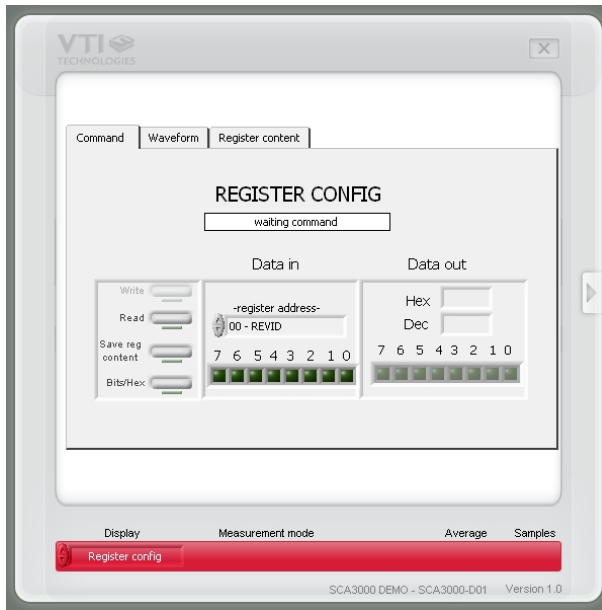 VTI
TECHNOLOGIES
Command Waveform Register content
REGISTER CONFIG
waiting command
Data in Data out
Write
-register address-
Hex
Read
00 - REVID
Dec
Save reg
content
7 6 5 4 3 2 1 0 7 6 5 4 3 2 1 0
Bits/Hex
Display Measurement mode Average Samples
Register config
SCA3000 DEMO - SCA3000-D01 Version 1.0